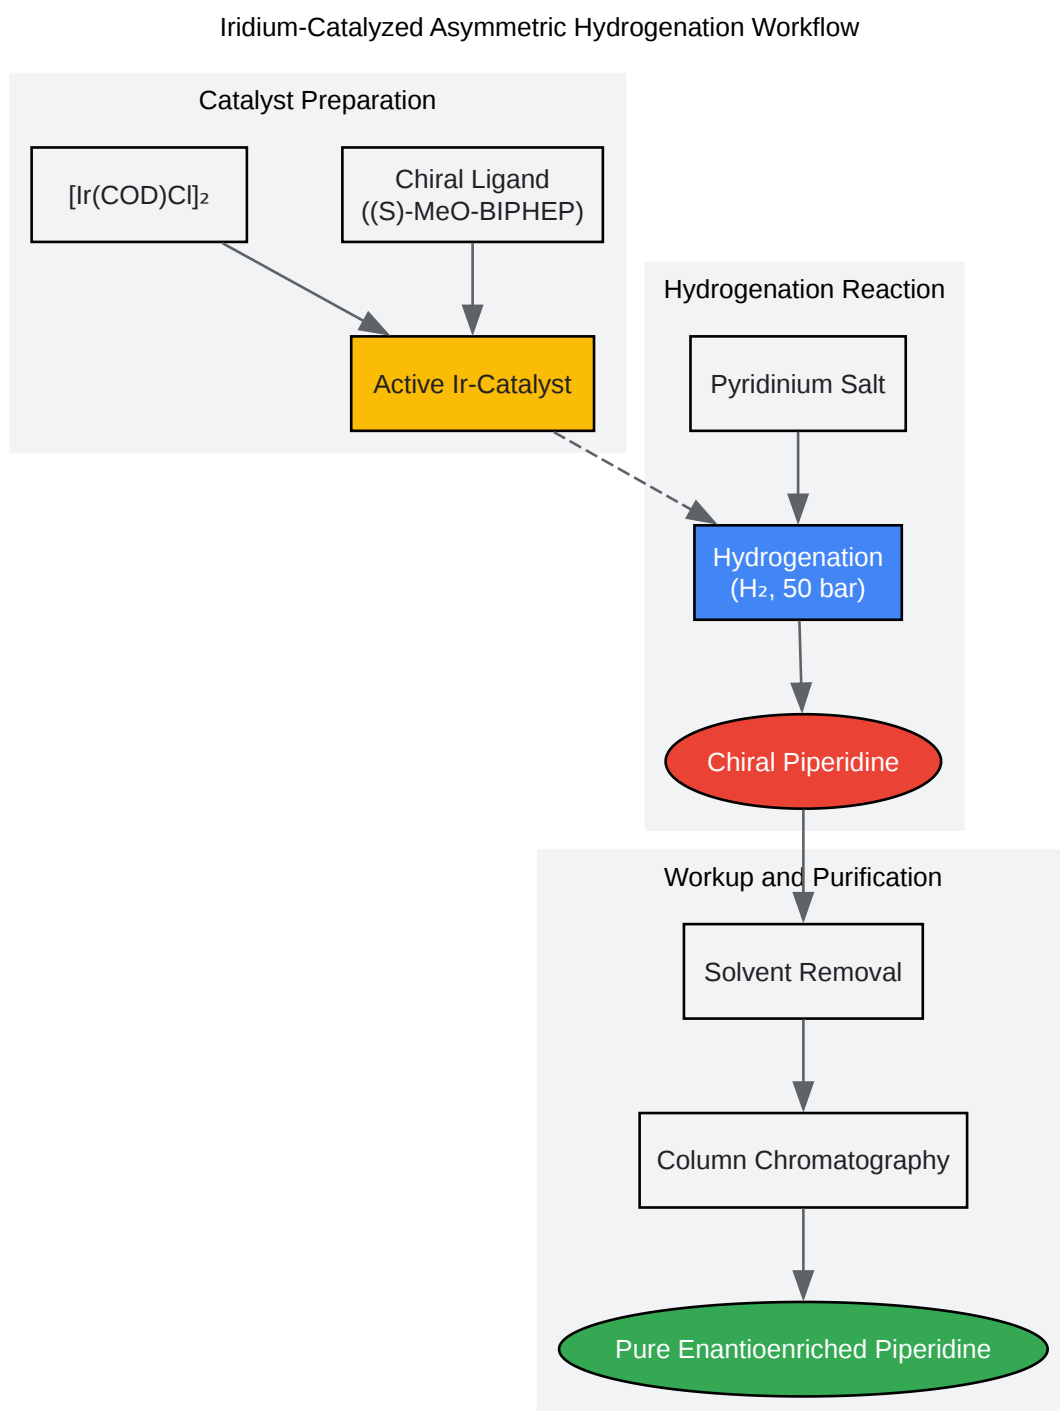 Iridium-Catalyzed Asymmetric Hydrogenation Workflow
Catalyst Preparation
[Ir(COD)Cl]₂
Chiral Ligand
((S)-MeO-BIPHEP)
Active Ir-Catalyst
Hydrogenation Reaction
Pyridinium Salt
Hydrogenation
(H₂, 50 bar)
Chiral Piperidine
Workup and Purification
Solvent Removal
Column Chromatography
Pure Enantioenriched Piperidine